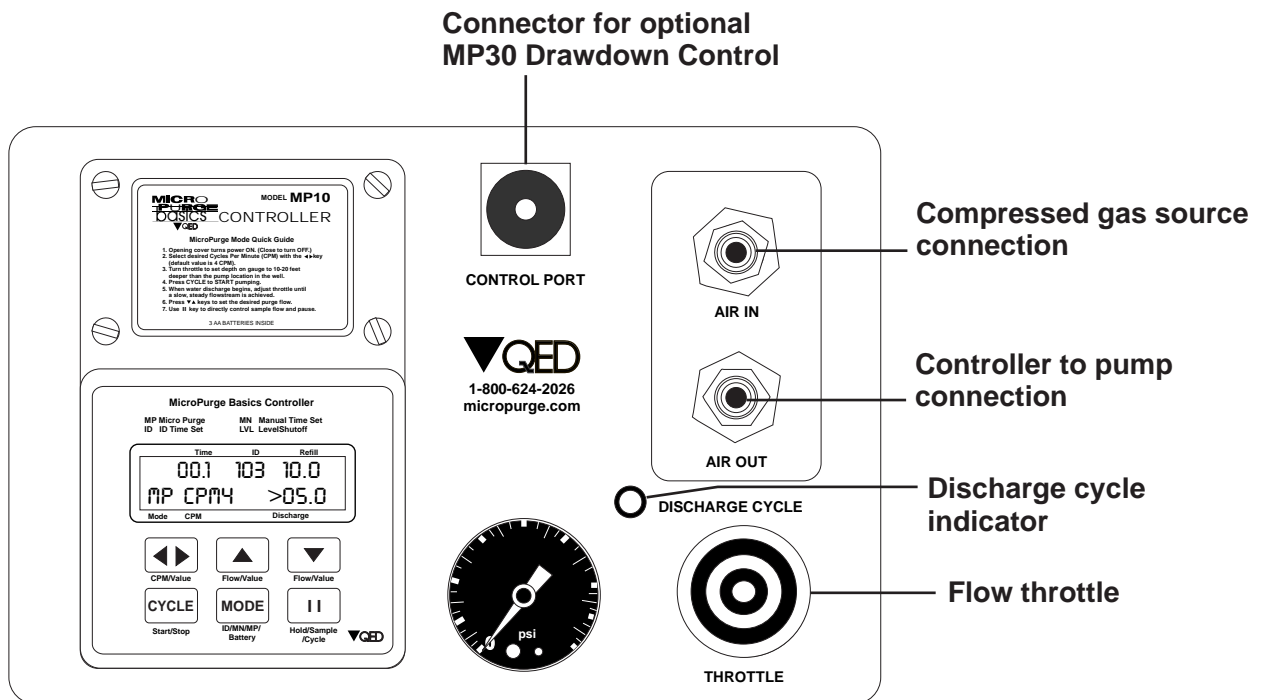 Connector for optional
MP30 Drawdown Control
MICRO
PURGE
basics
MODEL MP10
CONTROLLER
QED
MicroPurge Mode Quick Guide
1. Opening cover turns power ON. (Close to turn OFF.)
2. Select desired Cycles Per Minute (CPM) with the ◄►key
(default value is 4 CPM).
3. Turn throttle to set depth on gauge to 10-20 feet
deeper than the pump location in the well.
4. Press CYCLE to START pumping.
5. When water discharge begins, adjust throttle until
a slow, steady flowstream is achieved.
6. Press ▼▲ keys to set the desired purge flow.
7. Use II key to directly control sample flow and pause.
3 AA BATTERIES INSIDE
MicroPurge Basics Controller
MP Micro Purge MN Manual Time Set
ID ID Time Set LVL LevelShutoff
Time ID Refill
00.1 103 10.0
MP CPM4 >05.0
Mode CPM Discharge
CPM/Value Flow/Value Flow/Value
CYCLE MODE II
Start/Stop ID/MN/MP/
Battery Hold/Sample
/Cycle
QED
CONTROL PORT
QED
1-800-624-2026
micropurge.com
0
psi
AIR IN
AIR OUT
DISCHARGE CYCLE
THROTTLE
Compressed gas source
connection
Controller to pump
connection
Discharge cycle
indicator
Flow throttle